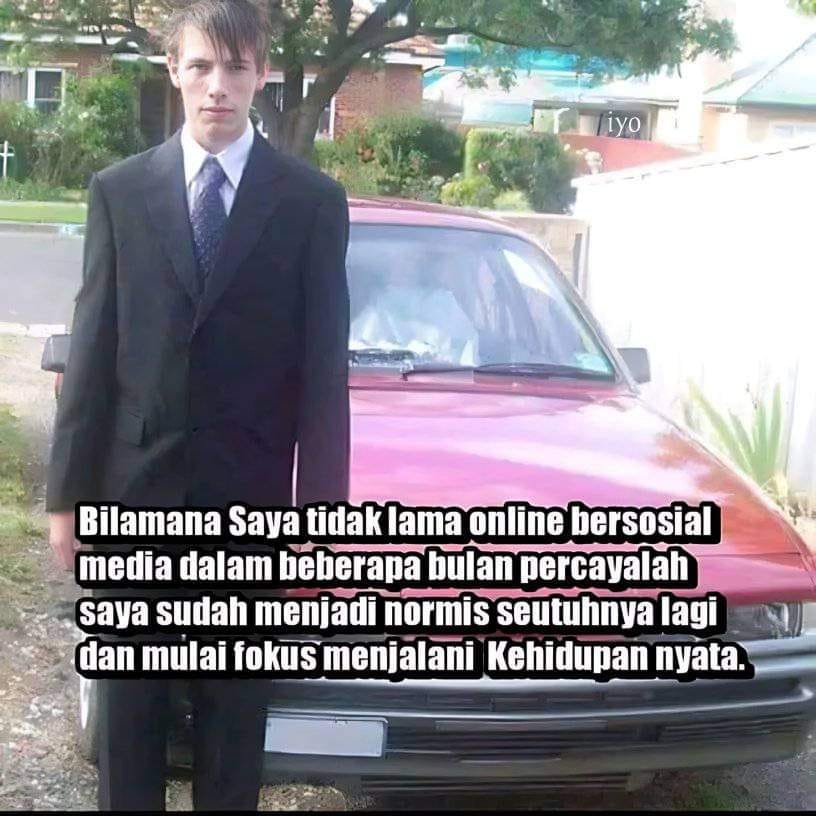 iyo
Bilamana Saya tidak lama online bersosial
media dalam beberapa bulan percayalah
saya sudah menjadi normis seutuhnya lagi
dan mulai fokus menjalani Kehidupan nyata.